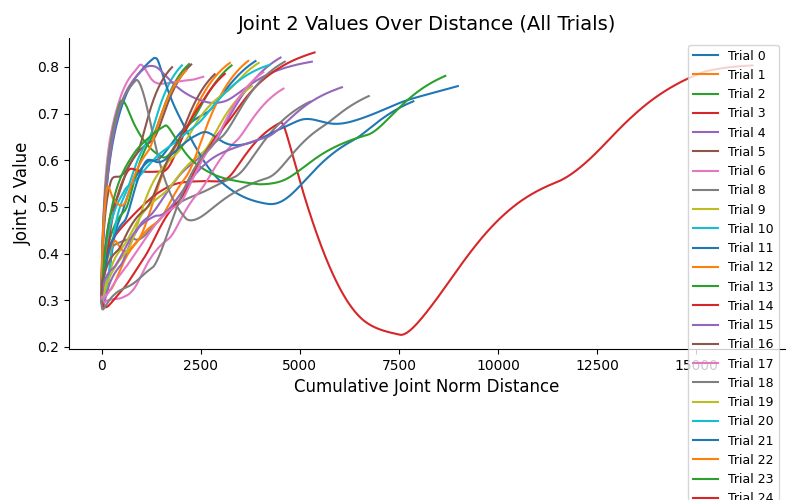 Joint 2 Values Over Distance (All Trials)
Joint 2 Value
0.8
0.7
0.6
0.5
0.4
0.3
0.2
0 2500 5000 7500 10000 12500 15000
Cumulative Joint Norm Distance
Trial 0
Trial 1
Trial 2
Trial 3
Trial 4
Trial 5
Trial 6
Trial 8
Trial 9
Trial 10
Trial 11
Trial 12
Trial 13
Trial 14
Trial 15
Trial 16
Trial 17
Trial 18
Trial 19
Trial 20
Trial 21
Trial 22
Trial 23
Trial 24